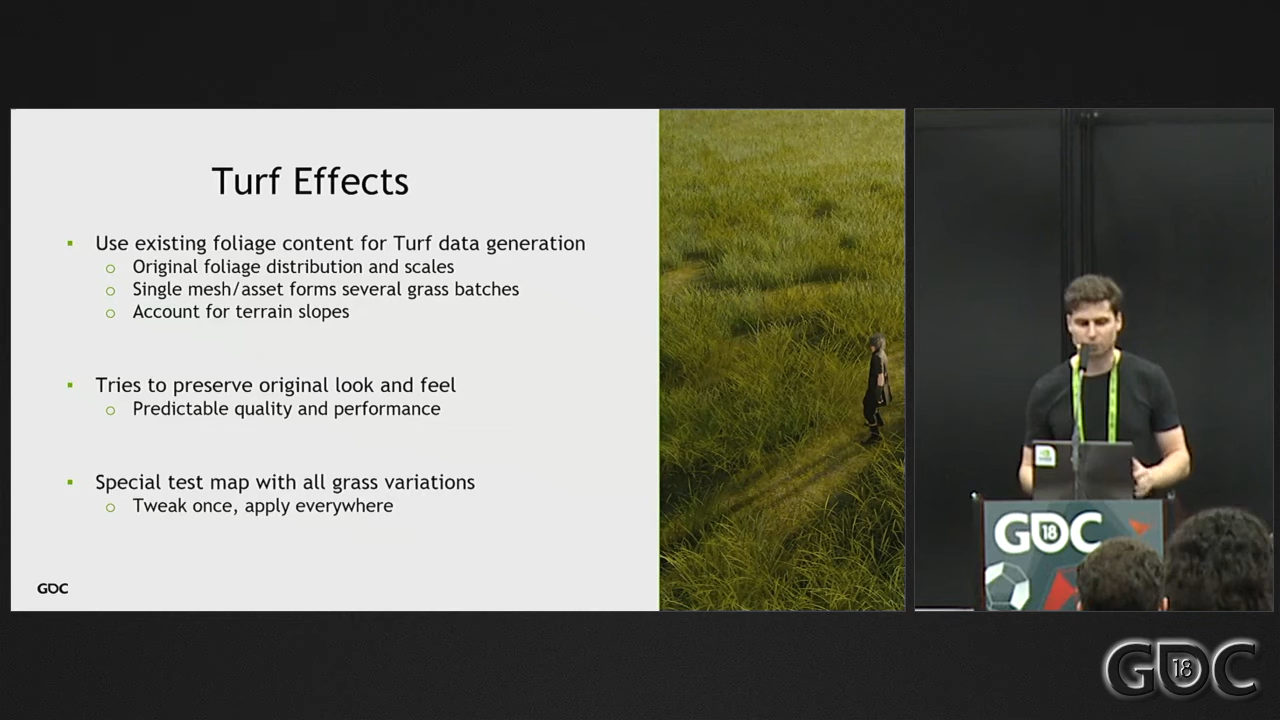 Turf Effects
▪ Use existing foliage content for Turf data generation
o Original foliage distribution and scales
o Single mesh/asset forms several grass batches
o Account for terrain slopes
▪ Tries to preserve original look and feel
o Predictable quality and performance
▪ Special test map with all grass variations
o Tweak once, apply everywhere
GDC
GDC 18
GDC 18